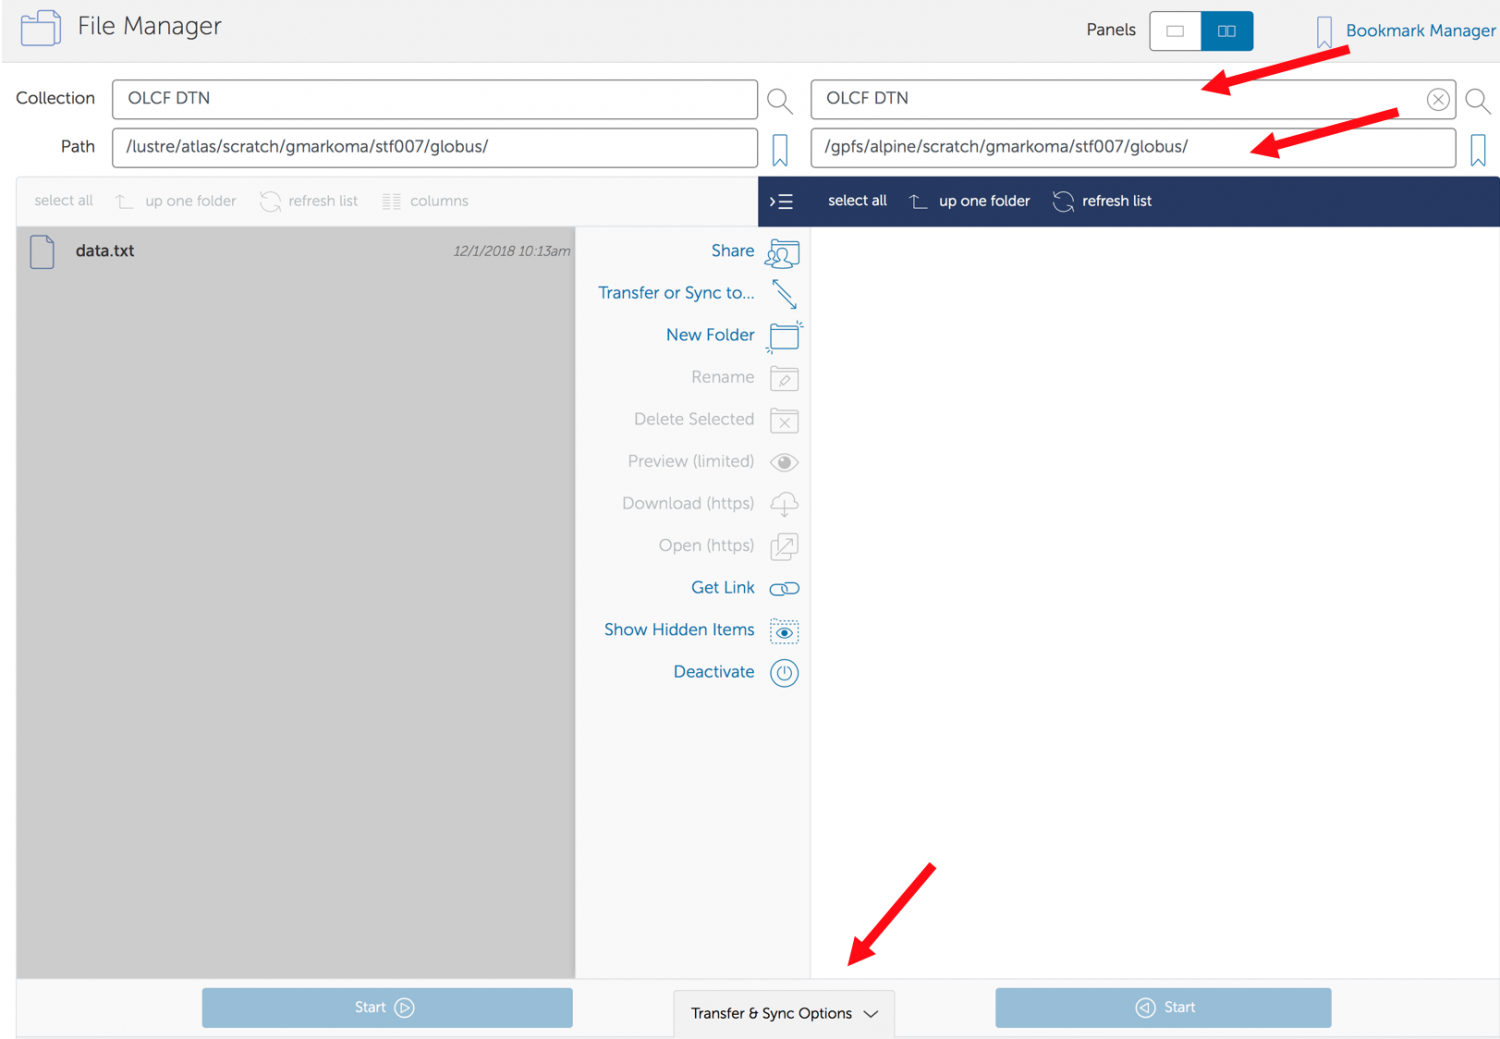 File Manager
Panels
Bookmark Manager
Collection
OLCF DTN
OLCF DTN
Path
/lustre/atlas/scratch/gmarkoma/stf007/globus/
/gpfs/alpine/scratch/gmarkoma/stf007/globus/
select all
up one folder
refresh list
columns
select all
up one folder
refresh list
data.txt
12/1/2018 10:13am
Share
Transfer or Sync to...
New Folder
Rename
Delete Selected
Preview (limited)
Download (https)
Open (https)
Get Link
Show Hidden Items
Deactivate
Start
Transfer & Sync Options
Start